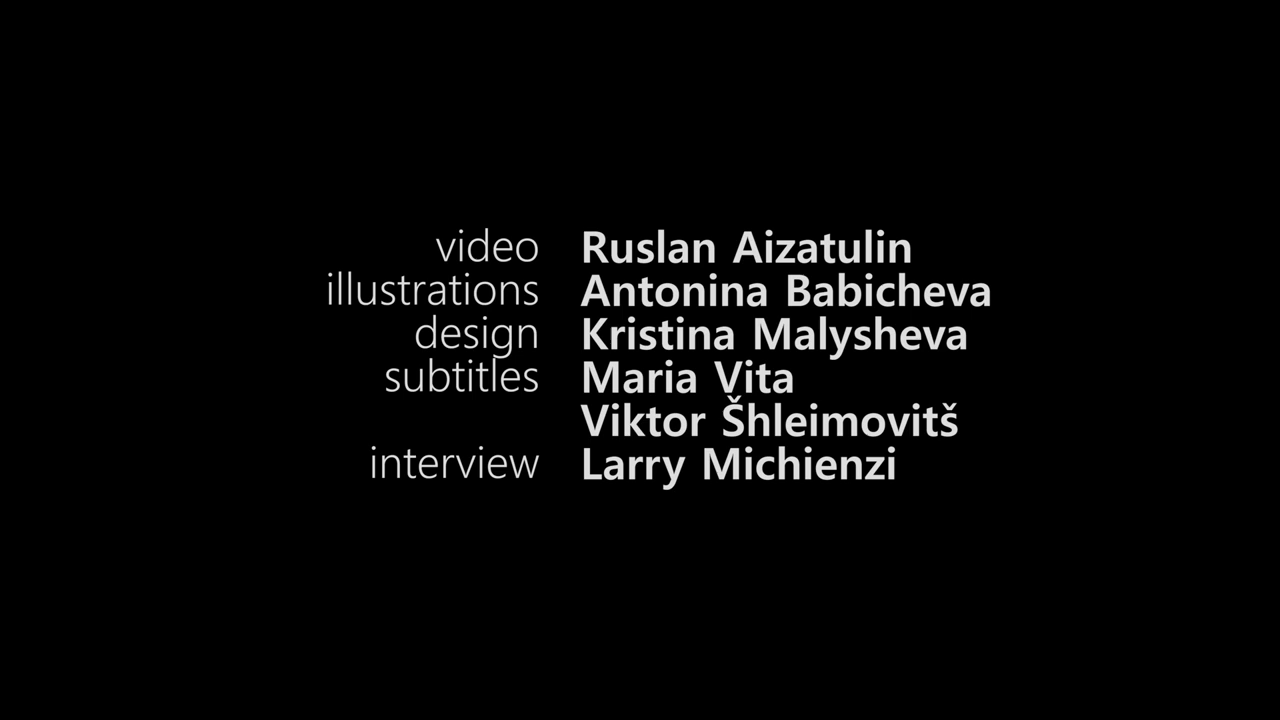 video Ruslan Aizatulin
illustrations Antonina Babicheva
design Kristina Malysheva
subtitles Maria Vita
Viktor Šhleimovitš
interview Larry Michienzi